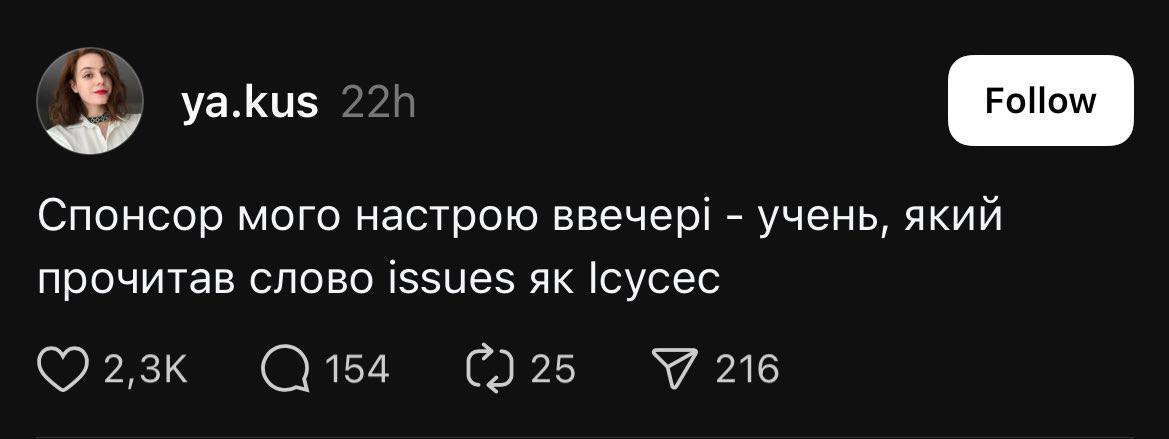 ya.kus 22h
Follow
Спонсор мого настрою ввечері - учень, який
прочитав слово issues як Ісусес
2,3K 154 25 216